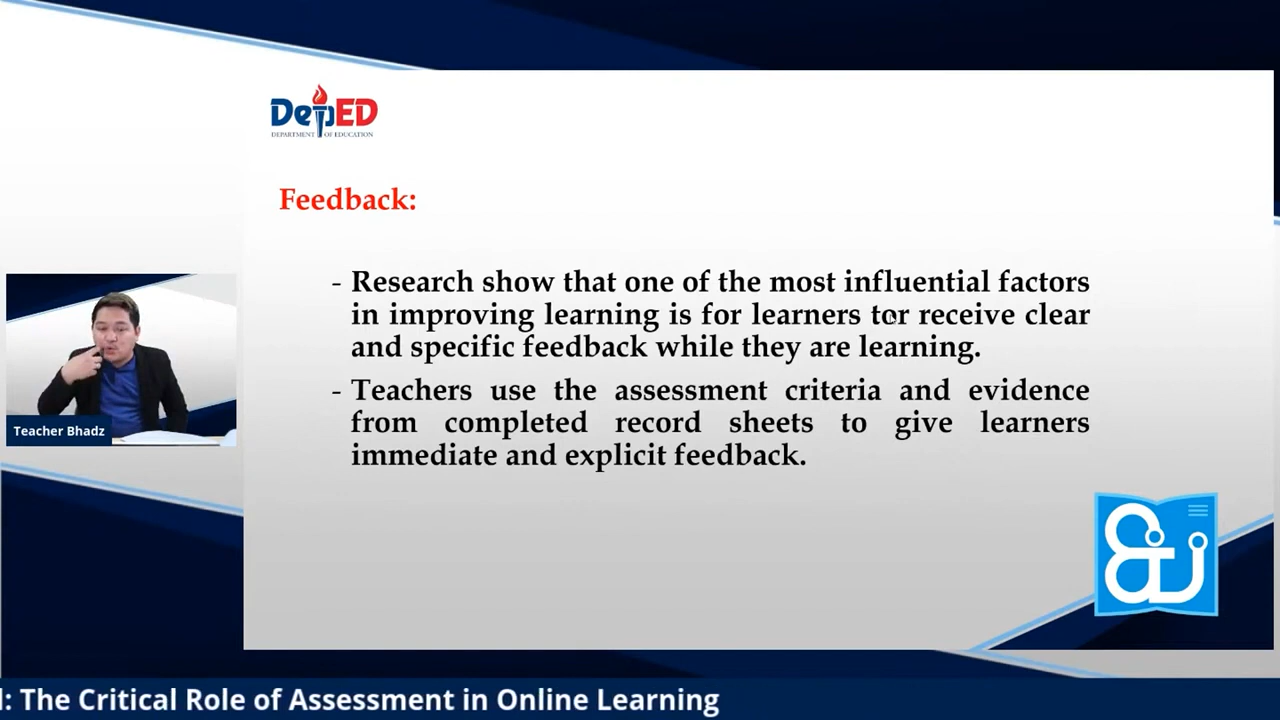 DepED
DEPARTMENT OF EDUCATION
Feedback:
- Research show that one of the most influential factors
in improving learning is for learners tor receive clear
and specific feedback while they are learning.
- Teachers use the assessment criteria and evidence
from completed record sheets to give learners
immediate and explicit feedback.
Teacher Bhadz
: The Critical Role of Assessment in Online Learning